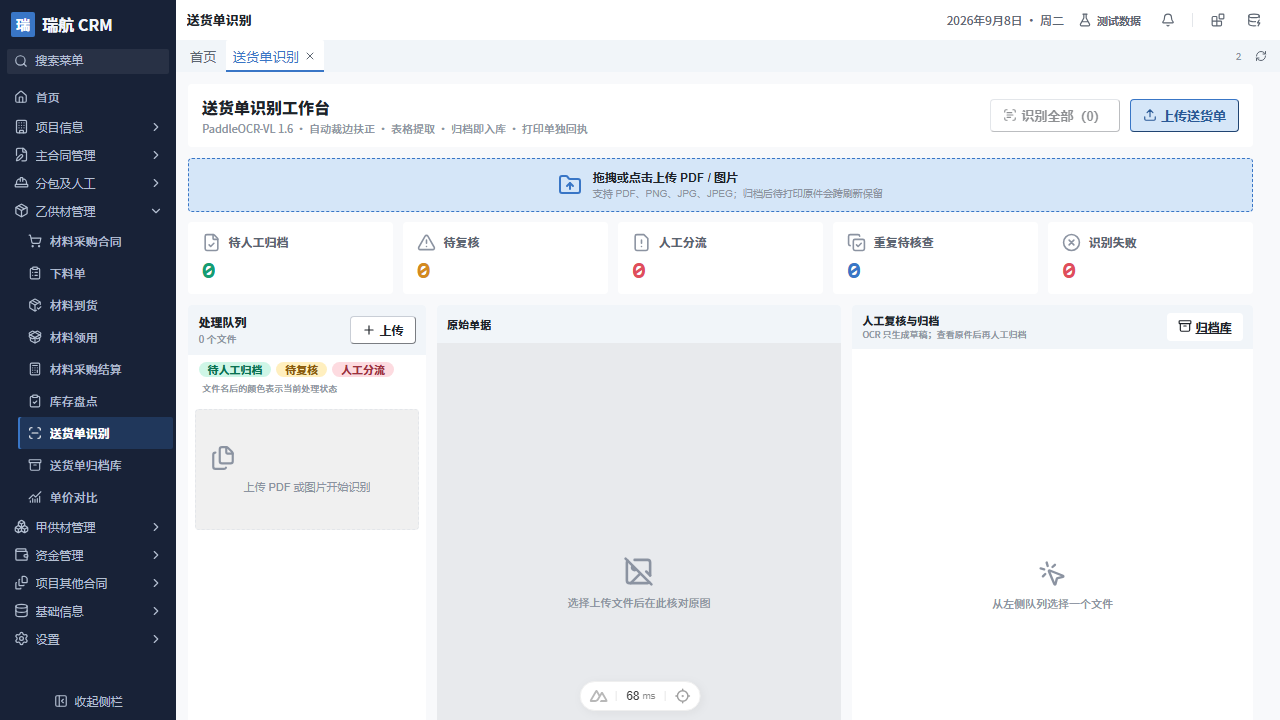 瑞 瑞航 CRM
搜索菜单
首页
项目信息
主合同管理
分包及人工
乙供材管理
材料采购合同
下料单
材料到货
材料领用
材料采购结算
库存盘点
送货单识别
送货单归档库
单价对比
甲供材管理
资金管理
项目其他合同
基础信息
设置
收起侧栏
送货单识别
2026年9月8日 • 周二
测试数据
首页
送货单识别
2
送货单识别工作台
PaddleOCR-VL 1.6 • 自动裁边扶正 • 表格提取 • 归档即入库 • 打印单独回执
识别全部 (0)
上传送货单
拖拽或点击上传 PDF / 图片
支持 PDF、PNG、JPG、JPEG；归档后待打印原件会跨刷新保留
待人工归档
0
待复核
0
人工分流
0
重复待核查
0
识别失败
0
处理队列
0 个文件
上传
待人工归档 待复核 人工分流
文件名后的颜色表示当前处理状态
上传 PDF 或图片开始识别
原始单据
选择上传文件后在此核对原图
68 ms
人工复核与归档
OCR 只生成草稿；查看原件后再人工归档
归档库
从左侧队列选择一个文件